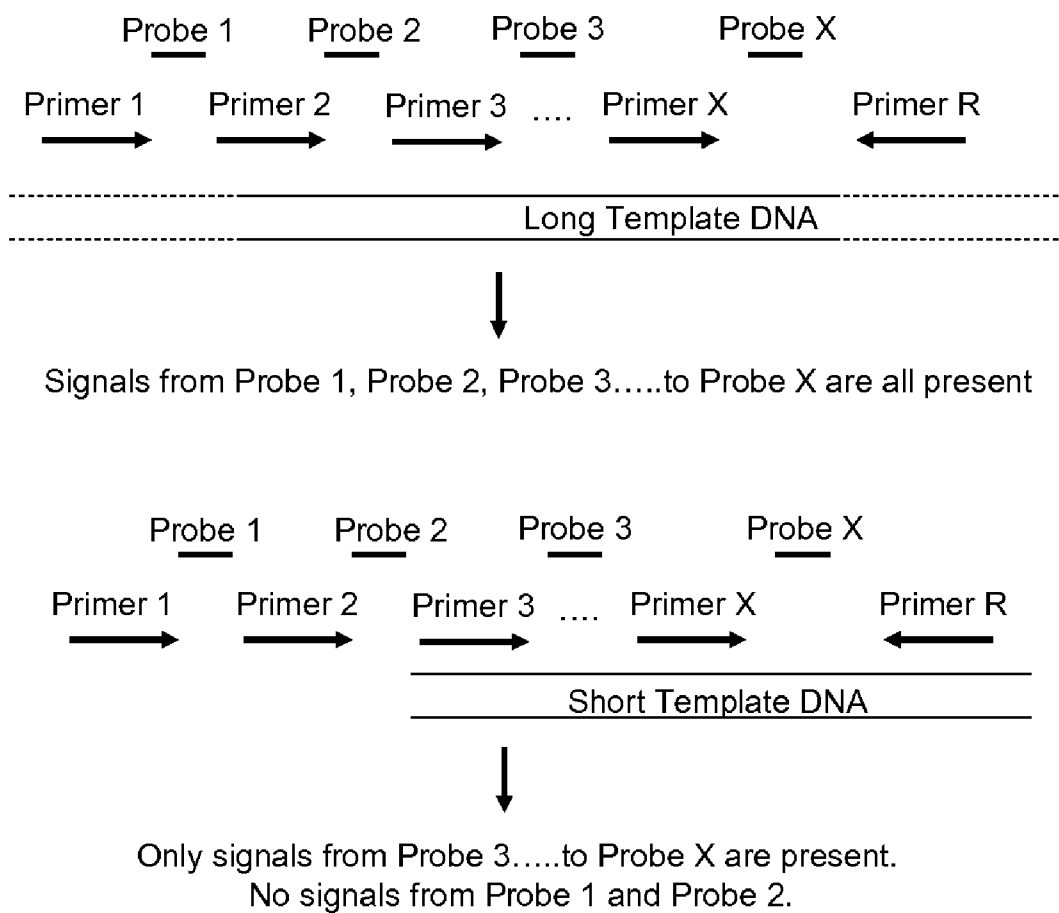 Probe 1 Probe 2 Probe 3 Probe X
Primer 1 Primer 2 Primer 3 .... Primer X Primer R
Long Template DNA
Signals from Probe 1, Probe 2, Probe 3.....to Probe X are all present
Probe 1 Probe 2 Probe 3 Probe X
Primer 1 Primer 2 Primer 3 .... Primer X Primer R
Short Template DNA
Only signals from Probe 3.....to Probe X are present.
No signals from Probe 1 and Probe 2.